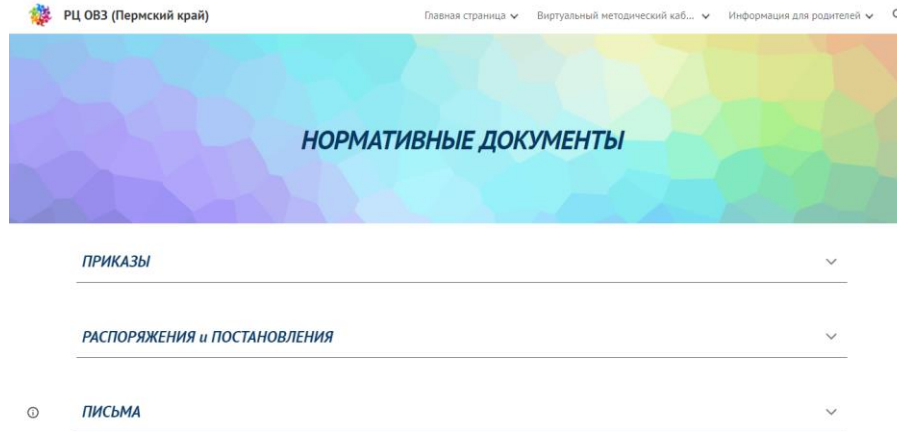 РЦ ОВЗ (Пермский край)
Главная страница
Виртуальный методический каб...
Информация для родителей
НОРМАТИВНЫЕ ДОКУМЕНТЫ
ПРИКАЗЫ
РАСПОРЯЖЕНИЯ и ПОСТАНОВЛЕНИЯ
ПИСЬМА